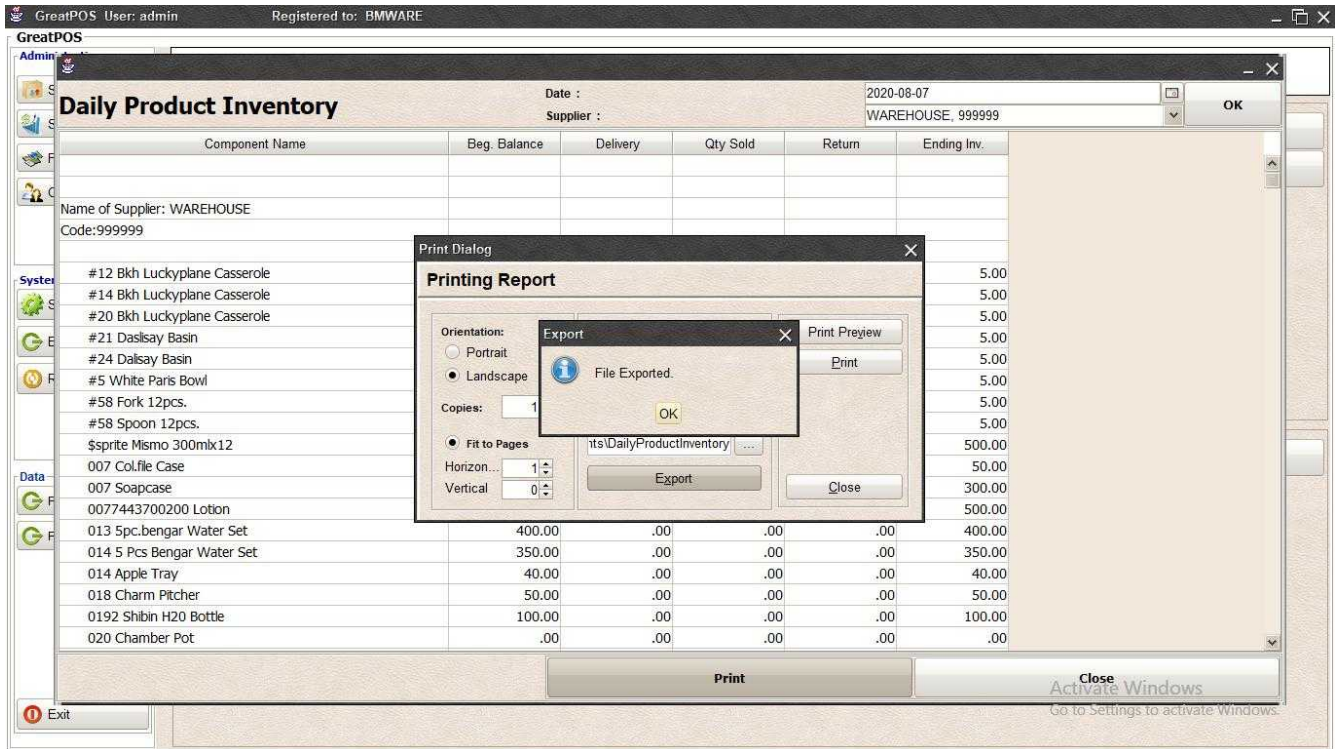 GreatPOS User: admin Registered to: BMWARE
GreatPOS
Admin
Daily Product Inventory
Date :
2020-08-07
Supplier :
WAREHOUSE, 999999
OK
Component Name Beg. Balance Delivery Qty Sold Return Ending Inv.
Name of Supplier: WAREHOUSE
Code:999999
#12 Bkh Luckyplane Casserole 5.00
#14 Bkh Luckyplane Casserole 5.00
#20 Bkh Luckyplane Casserole 5.00
#21 Daslisay Basin 5.00
#24 Dalisay Basin 5.00
#5 White Paris Bowl 5.00
#58 Fork 12pcs. 5.00
#58 Spoon 12pcs. 5.00
$sprite Mismo 300mlx12 500.00
007 Col.file Case 50.00
007 Soapcase 300.00
0077443700200 Lotion 500.00
013 5pc.bengar Water Set 400.00 .00 .00 .00 400.00
014 5 Pcs Bengar Water Set 350.00 .00 .00 .00 350.00
014 Apple Tray 40.00 .00 .00 .00 40.00
018 Charm Pitcher 50.00 .00 .00 .00 50.00
0192 Shibin H20 Bottle 100.00 .00 .00 .00 100.00
020 Chamber Pot .00 .00 .00 .00 .00
Print
Close
Print Dialog
Printing Report
Orientation:
Portrait
Landscape
Copies: 1
Fit to Pages
Horizon... 1
Vertical 0
Export
File Exported.
OK
nts\DailyProductInventory ...
Export
Print Preview
Print
Close
System
Data
Exit
Activate Windows
Go to Settings to activate Windows.